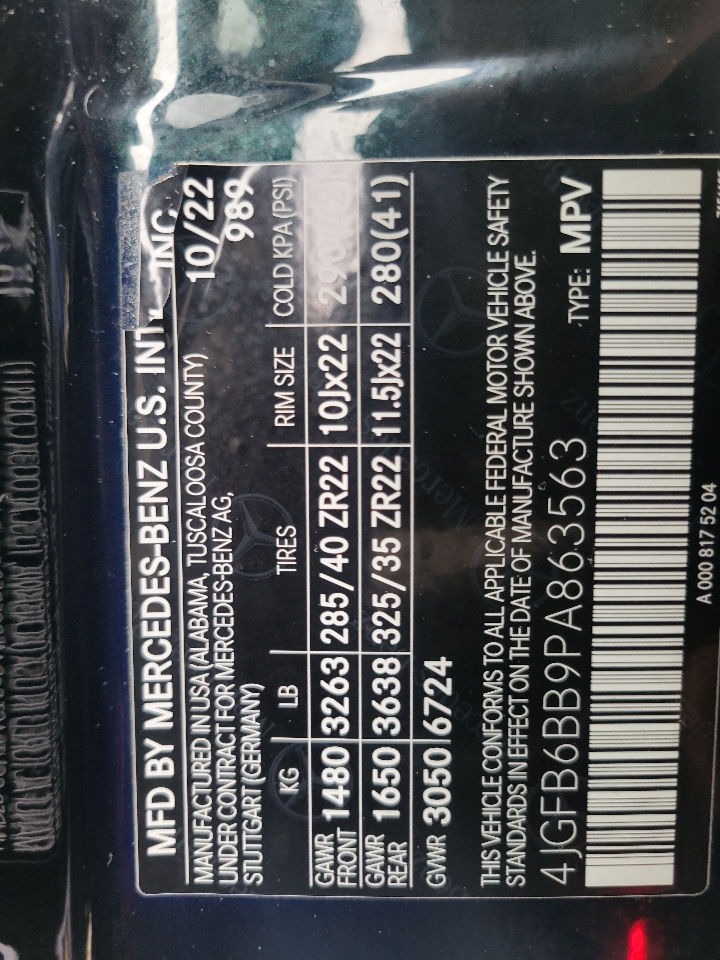 MFD BY MERCEDES-BENZ U.S. INTL. INC.
MANUFACTURED IN USA (ALABAMA, TUSCALOOSA COUNTY) 10/22
UNDER CONTRACT FOR MERCEDES-BENZ AG, 989
STUTTGART (GERMANY)
KG LB TIRES RIM SIZE COLD KPA (PSI)
GAWR FRONT 1480 3263 285/40 ZR22 10Jx22 290
GAWR REAR 1650 3638 325/35 ZR22 11.5Jx22 280(41)
GVWR 3050 6724
THIS VEHICLE CONFORMS TO ALL APPLICABLE FEDERAL MOTOR VEHICLE SAFETY
STANDARDS IN EFFECT ON THE DATE OF MANUFACTURE SHOWN ABOVE.
4JGFB6BB9PA863563 TYPE: MPV
A 000 817 52 04